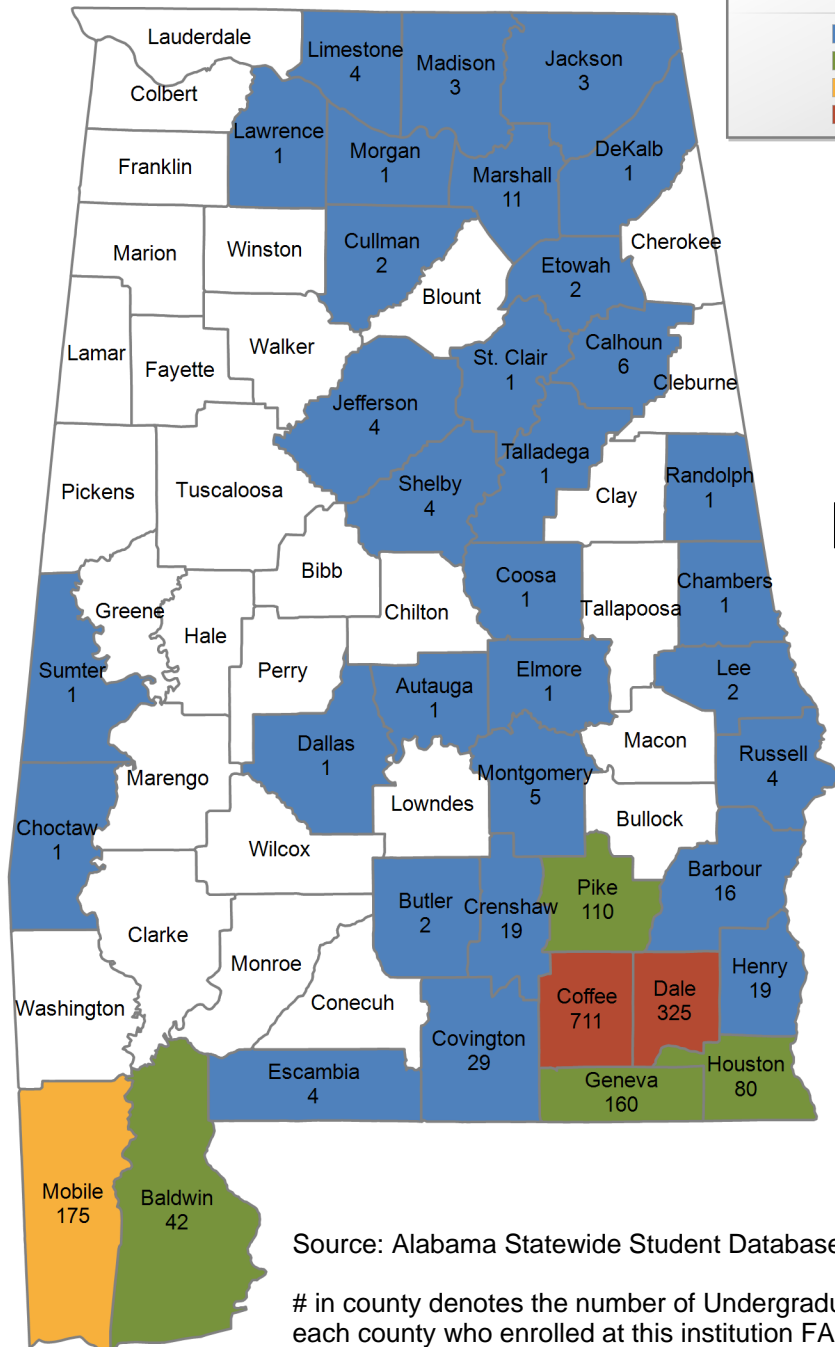 Lauderdale
Limestone
4
Madison
3
Jackson
3
Colbert
Lawrence
1
Morgan
1
DeKalb
1
Franklin
Marshall
11
Marion
Winston
Cullman
2
Cherokee
Etowah
2
Blount
Lamar
Fayette
Walker
St. Clair
1
Calhoun
6
Cleburne
Jefferson
4
Talladega
1
Pickens
Tuscaloosa
Shelby
4
Clay
Randolph
1
Bibb
Coosa
1
Chambers
1
Greene
Hale
Chilton
Tallapoosa
Sumter
1
Perry
Autauga
1
Elmore
1
Lee
2
Dallas
1
Macon
Marengo
Montgomery
5
Russell
4
Lowndes
Bullock
Choctaw
1
Wilcox
Barbour
16
Pike
110
Butler
2
Crenshaw
19
Clarke
Monroe
Henry
19
Washington
Conecuh
Coffee
711
Dale
325
Covington
29
Escambia
4
Geneva
160
Houston
80
Mobile
175
Baldwin
42
Source: Alabama Statewide Student Database
# in county denotes the number of Undergradu
each county who enrolled at this institution FA